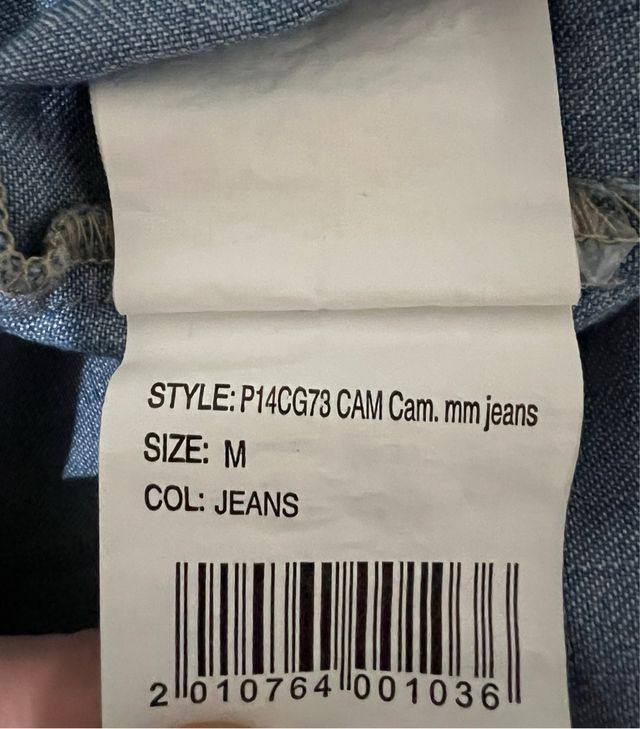 STYLE: P14CG73 CAM Cam. mm jeans
SIZE: M
COL: JEANS
2 010764 001036